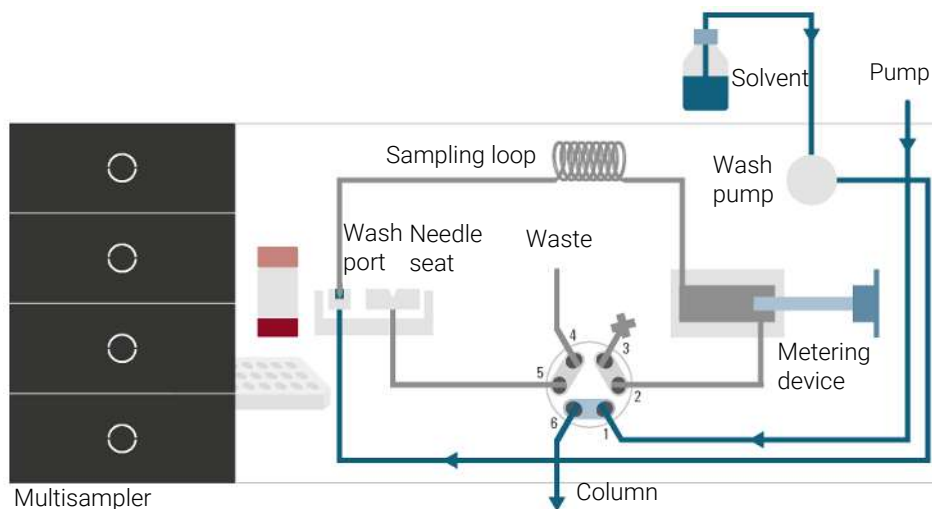 Solvent
Pump
Sampling loop
Wash
pump
Wash
port
Needle
seat
Waste
4
3
5
2
6
1
Metering
device
Column
Multisampler